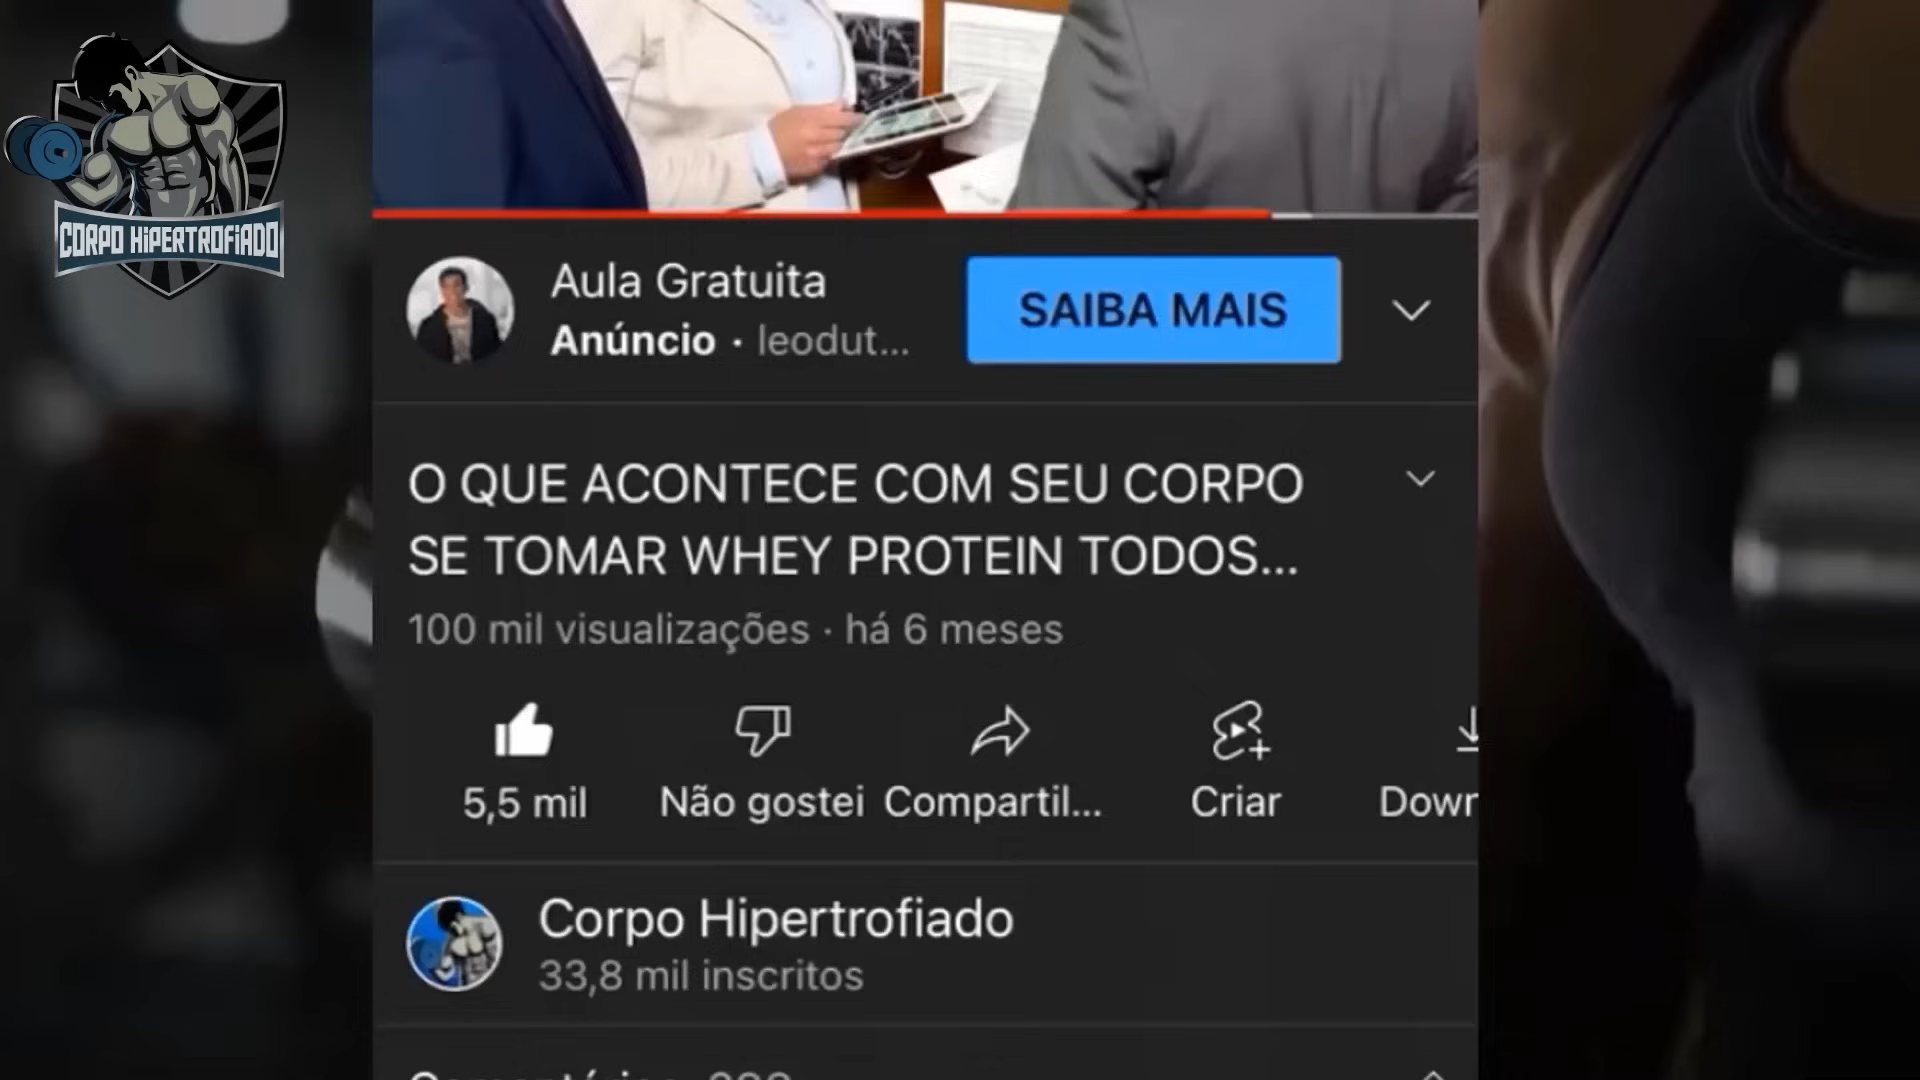 CORPO HIPERTROFIADO
Aula Gratuita
Anúncio · leodut...
SAIBA MAIS
O QUE ACONTECE COM SEU CORPO
SE TOMAR WHEY PROTEIN TODOS...
100 mil visualizações · há 6 meses
5,5 mil
Não gostei
Compartil...
Criar
Down
Corpo Hipertrofiado
33,8 mil inscritos